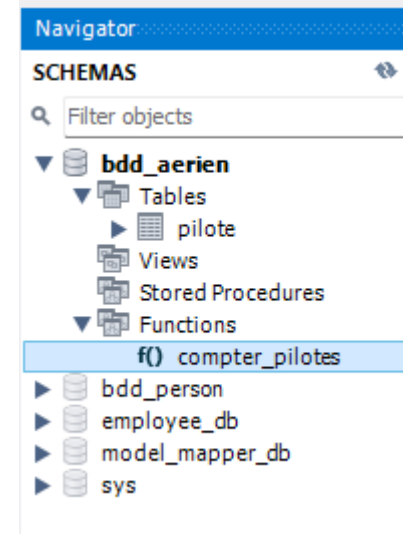 Navigator
SCHEMAS
Filter objects
bdd_aerien
Tables
pilote
Views
Stored Procedures
Functions
f() compter_pilotes
bdd_person
employee_db
model_mapper_db
sys